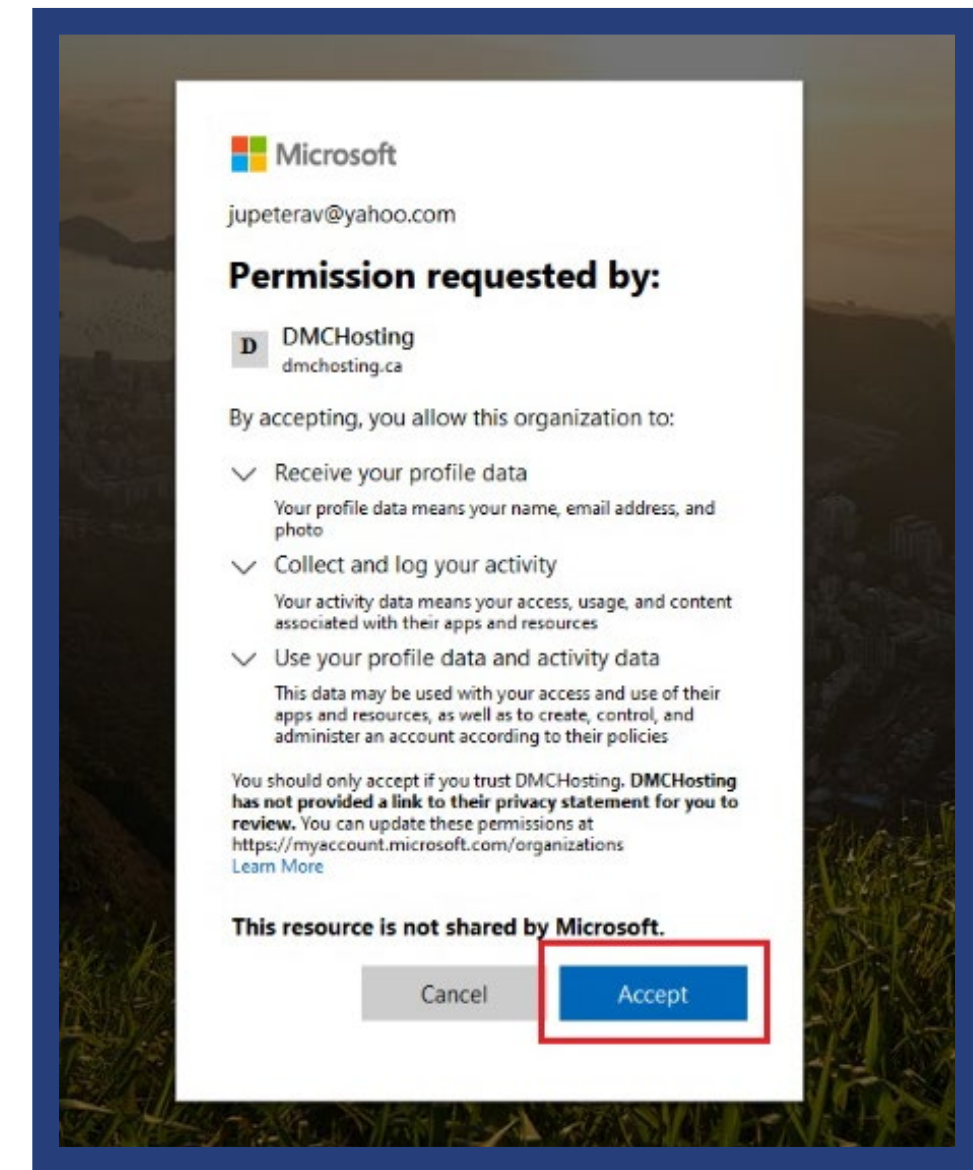 Microsoft
jupeterav@yahoo.com
Permission requested by:
D
DMCHosting
dmchosting.ca
By accepting, you allow this organization to:
Receive your profile data
Your profile data means your name, email address, and
photo
Collect and log your activity
Your activity data means your access, usage, and content
associated with their apps and resources
Use your profile data and activity data
This data may be used with your access and use of their
apps and resources, as well as to create, control, and
administer an account according to their policies
You should only accept if you trust DMCHosting. DMCHosting
has not provided a link to their privacy statement for you to
review. You can update these permissions at
https://myaccount.microsoft.com/organizations
Learn More
This resource is not shared by Microsoft.
Cancel Accept